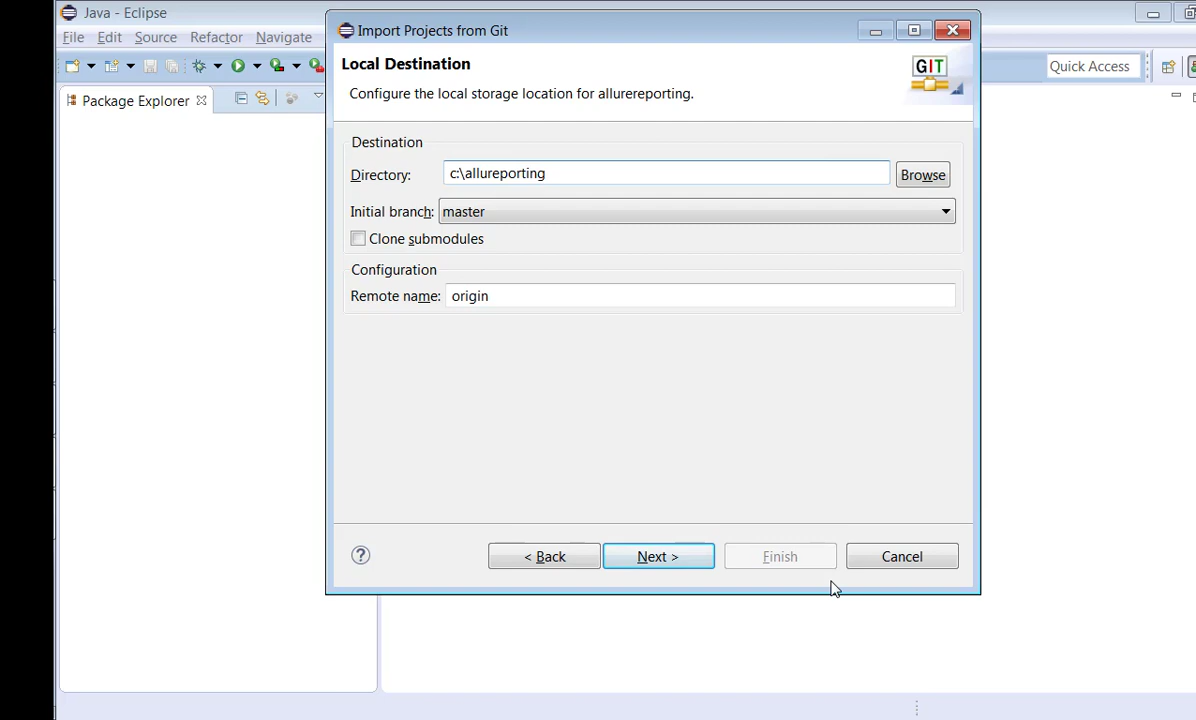 Java - Eclipse
File Edit Source Refactor Navigate
Quick Access
Package Explorer
Import Projects from Git
Local Destination
Configure the local storage location for allurereporting.
GIT
Destination
Directory: c:\allureporting Browse
Initial branch: master
Clone submodules
Configuration
Remote name: origin
?
< Back Next > Finish Cancel